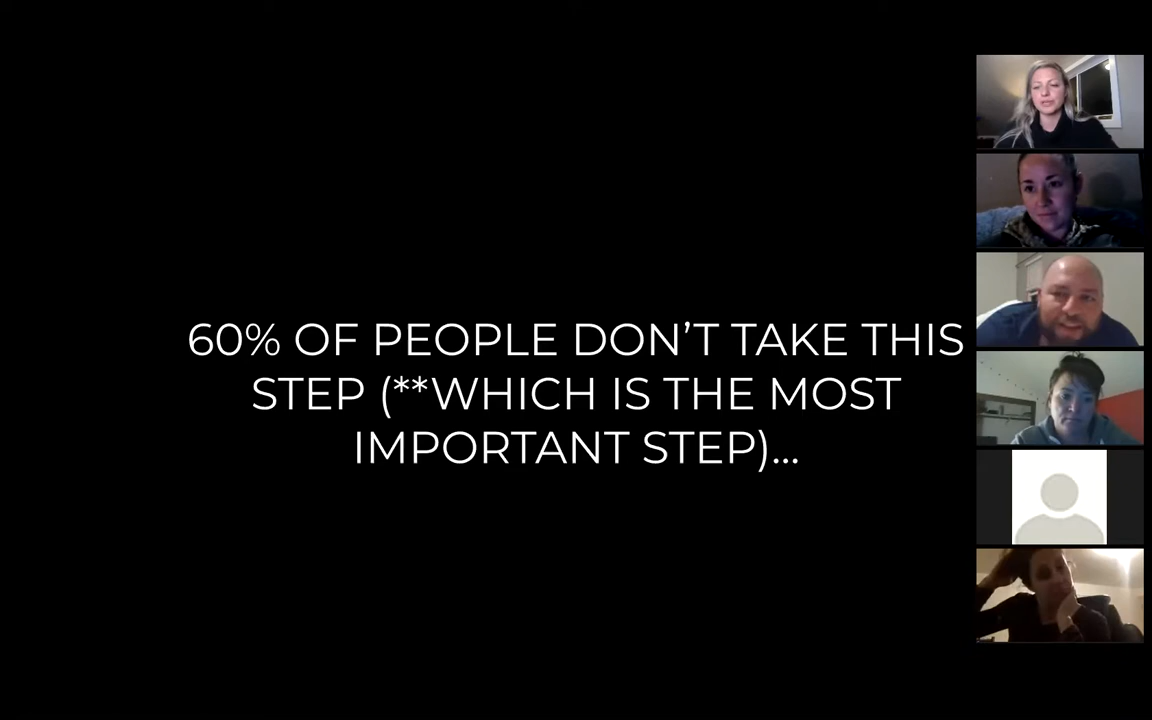 60% OF PEOPLE DON’T TAKE THIS
STEP (**WHICH IS THE MOST
IMPORTANT STEP)...